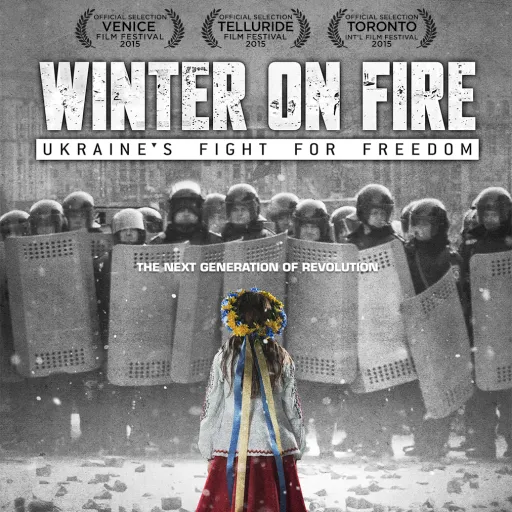 OFFICIAL SELECTION
VENICE
FILM FESTIVAL
2015
OFFICIAL SELECTION
TELLURIDE
FILM FESTIVAL
2015
OFFICIAL SELECTION
TORONTO
INT'L FILM FESTIVAL
2015
WINTER ON FIRE
UKRAINE'S FIGHT FOR FREEDOM
THE NEXT GENERATION OF REVOLUTION